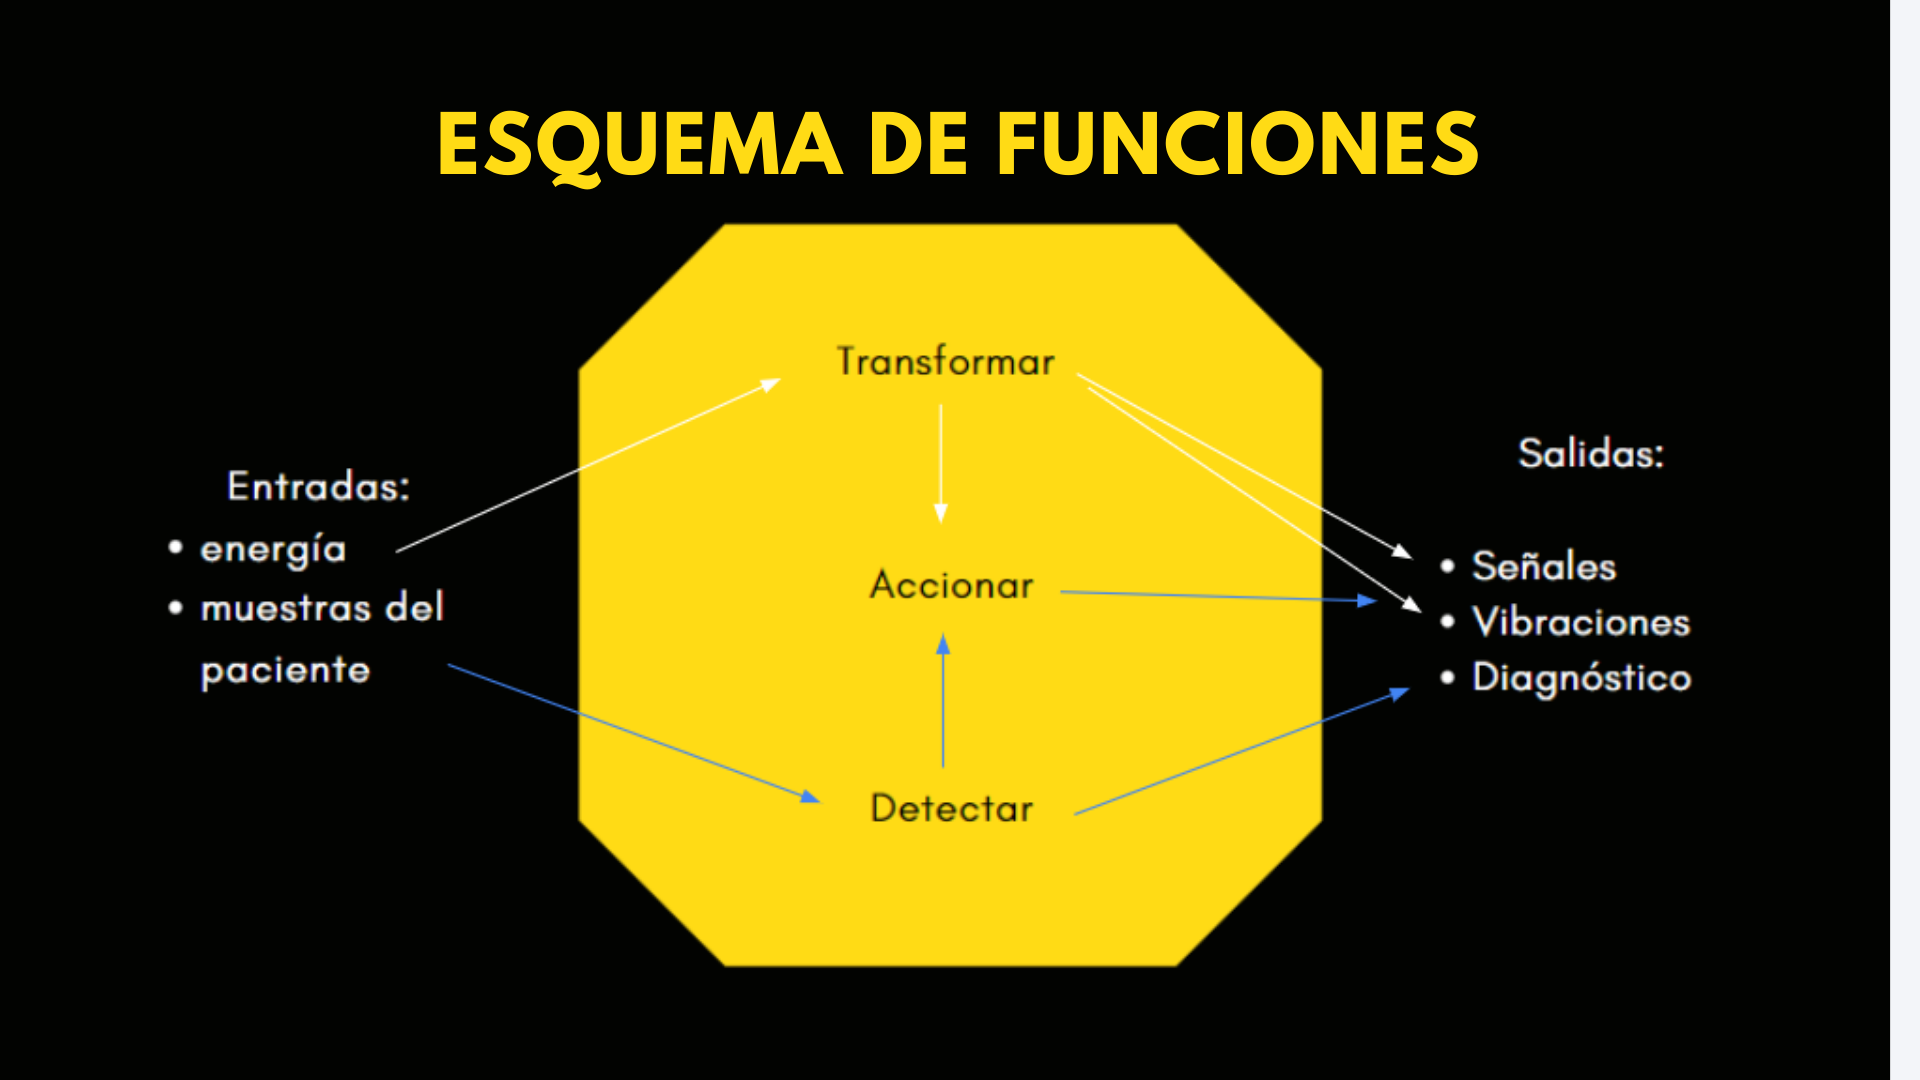 ESQUEMA DE FUNCIONES
Transformar
Entradas:
• energía
• muestras del
paciente
Accionar
Detectar
Salidas:
• Señales
• Vibraciones
• Diagnóstico